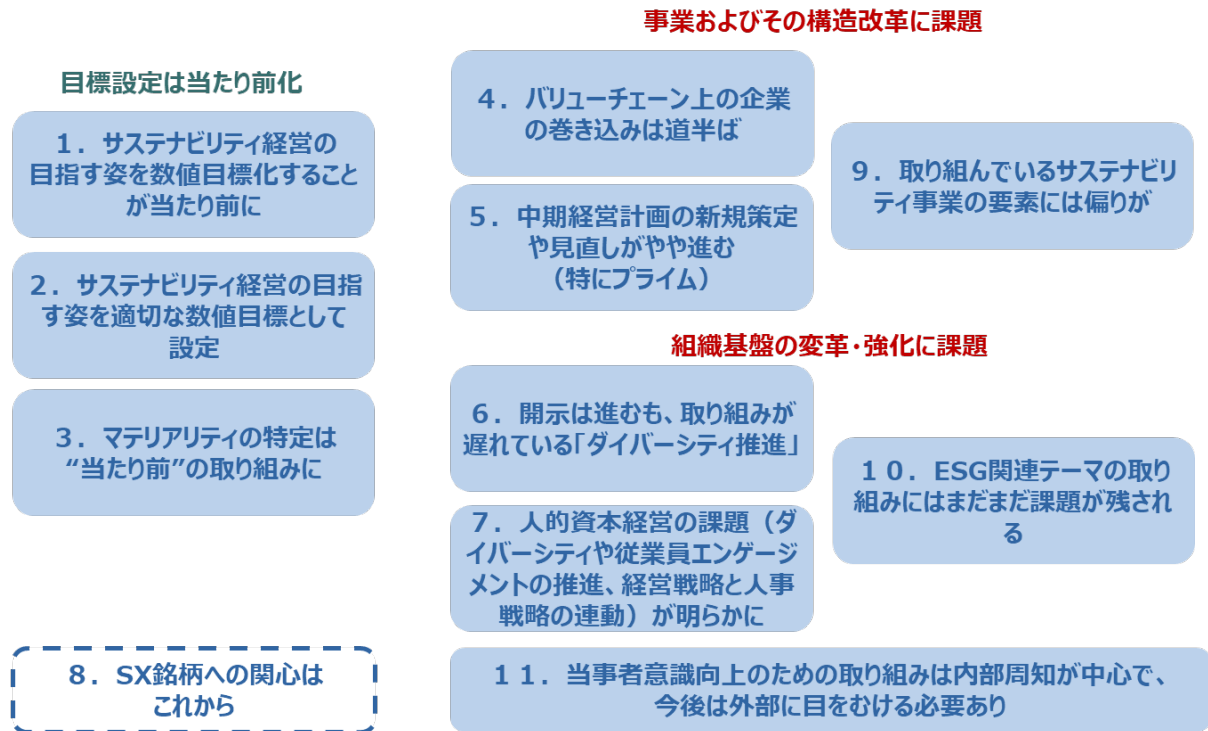 目標設定は当たり前化
1．サステナビリティ経営の
目指す姿を数値目標化すること
が当たり前に
2．サステナビリティ経営の目指
す姿を適切な数値目標として
設定
3．マテリアリティの特定は
“当たり前”の取り組みに
8．SX銘柄への関心は
これから
事業およびその構造改革に課題
4．バリューチェーン上の企業
の巻き込みは道半ば
5．中期経営計画の新規策定
や見直しがやや進む
（特にプライム）
9．取り組んでいるサステナビリ
ティ事業の要素には偏りが
組織基盤の変革・強化に課題
6．開示は進むも、取り組みが
遅れている「ダイバーシティ推進」
7．人的資本経営の課題（ダ
イバーシティや従業員エンゲージ
メントの推進、経営戦略と人事
戦略の連動）が明らかに
10．ESG関連テーマの取り
組みにはまだまだ課題が残され
る
11．当事者意識向上のための取り組みは内部周知が中心で、
今後は外部に目をむける必要あり